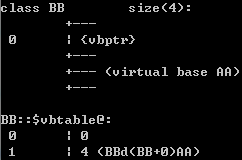 class BB size(4):
+---
0 ¦ {vbptr}
+---
+--- (virtual base AA)
+---
BB::$vbtable@:
0 ¦ 0
1 ¦ 4 (BBd(BB+0)AA)